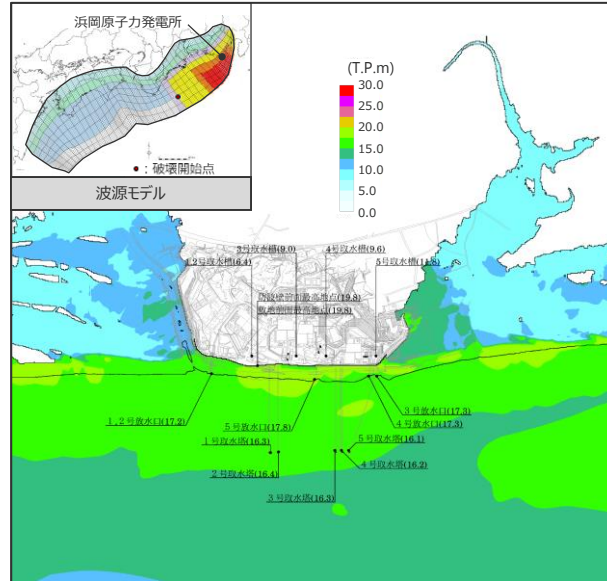 浜岡原子力発電所
●：破壊開始点
波源モデル
(T.P.m)
30.0
25.0
20.0
15.0
10.0
5.0
0.0
3号取水槽(9.0)
4号取水槽(9.6)
1,2号取水槽(6.4)
5号取水槽(11.8)
防波壁前面最高地点(19.8)
敷地前面最高地点(19.8)
1,2号放水口(17.2)
5号放水口(17.8)
3号放水口(17.3)
4号放水口(17.3)
1号取水塔(16.3)
5号取水塔(16.1)
2号取水塔(16.4)
4号取水塔(16.2)
3号取水塔(16.3)